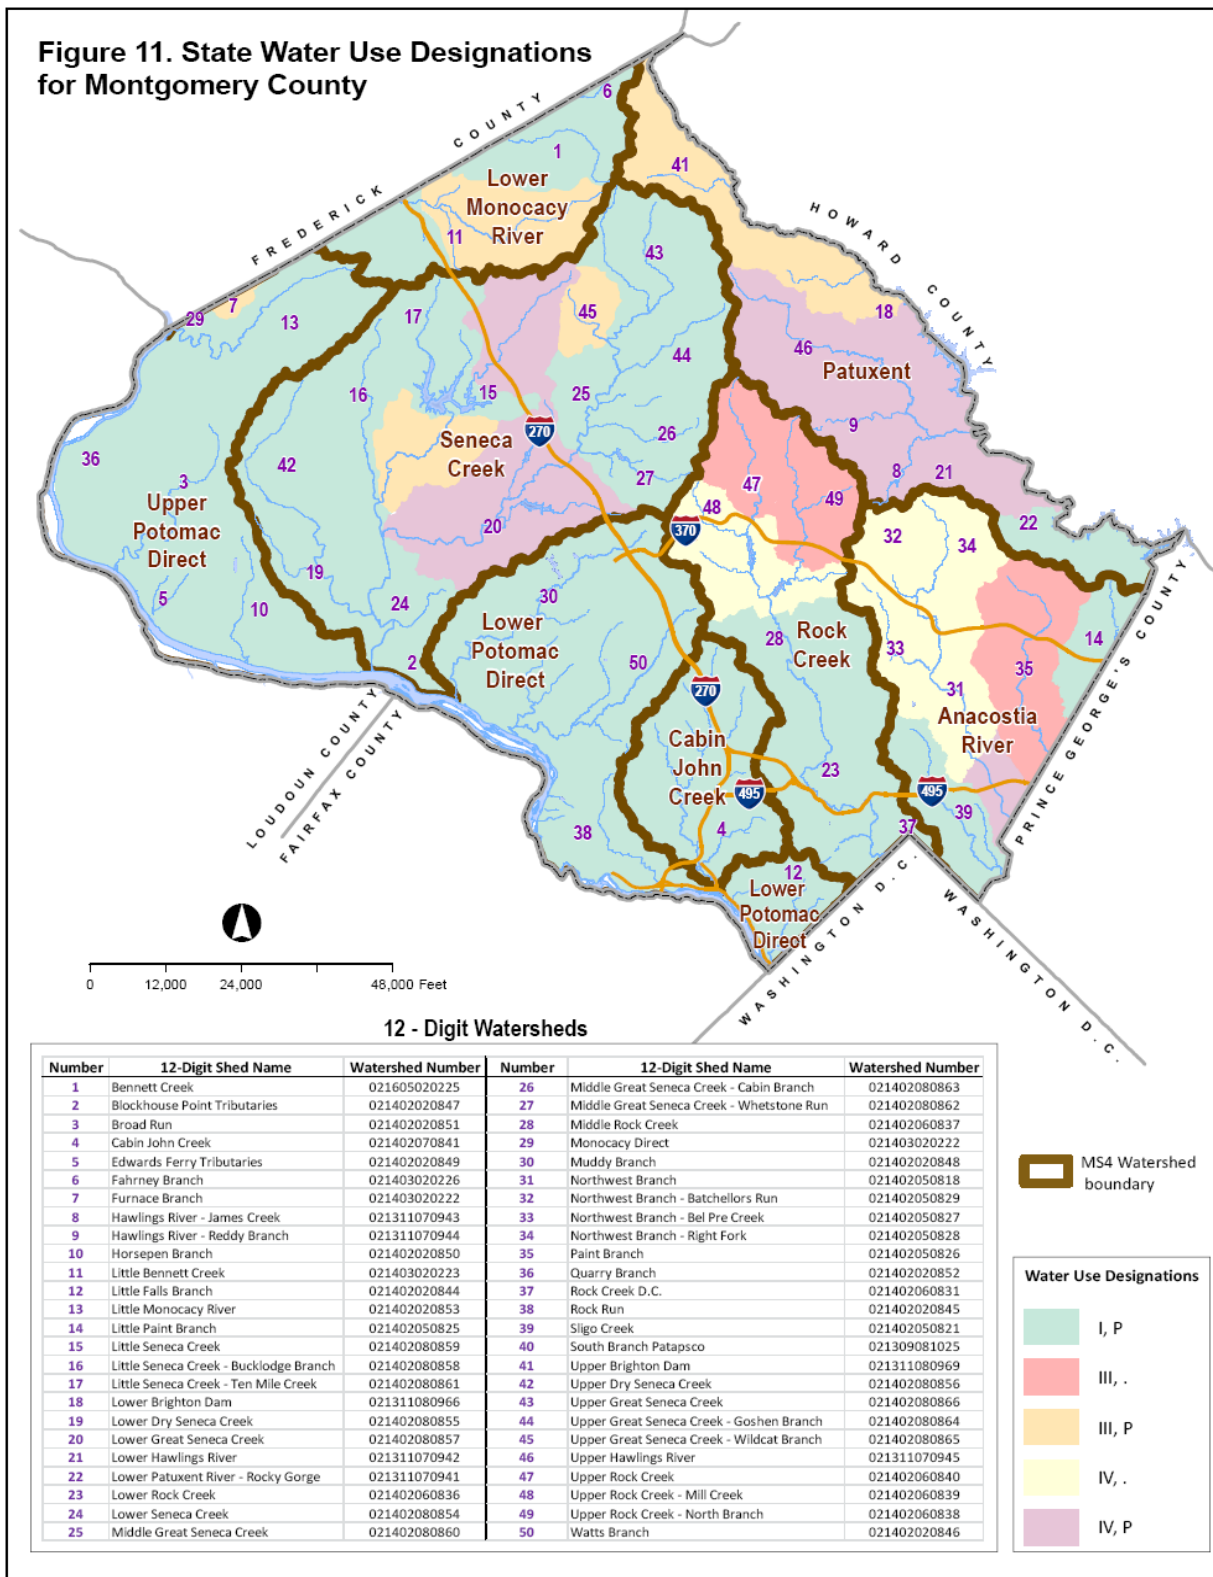 Figure 11. State Water Use Designations
for Montgomery County
FREDERICK COUNTY
HOWARD COUNTY
PRINCE GEORGE'S COUNTY
WASHINGTON D.C.
WASHINGTON D.C.
LOUDOUN COUNTY
FAIRFAX COUNTY
6
1
41
Lower
Monocacy
River
11
43
18
7
29
13
17
45
46
44
Patuxent
16
15
25
9
270
26
Seneca
Creek
36
42
3
27
47
49
8
21
48
20
22
Upper
Potomac
Direct
370
32
34
19
5
10
24
30
Lower
Potomac
Direct
28
Rock
Creek
14
33
2
50
35
31
270
Anacostia
River
Cabin
John
Creek
23
495
495
39
38
4
37
12
Lower
Potomac
Direct
0 12,000 24,000 48,000 Feet
12 - Digit Watersheds
Number 12-Digit Shed Name Watershed Number Number 12-Digit Shed Name Watershed Number
1 Bennett Creek 021605020225 26 Middle Great Seneca Creek - Cabin Branch 021402080863
2 Blockhouse Point Tributaries 021402020847 27 Middle Great Seneca Creek - Whetstone Run 021402080862
3 Broad Run 021402020851 28 Middle Rock Creek 021402060837
4 Cabin John Creek 021402070841 29 Monocacy Direct 021403020222
5 Edwards Ferry Tributaries 021402020849 30 Muddy Branch 021402020848
6 Fahrney Branch 021403020226 31 Northwest Branch 021402050818
7 Furnace Branch 021403020222 32 Northwest Branch - Batchellors Run 021402050829
8 Hawlings River - James Creek 021311070943 33 Northwest Branch - Bel Pre Creek 021402050827
9 Hawlings River - Reddy Branch 021311070944 34 Northwest Branch - Right Fork 021402050828
10 Horsepen Branch 021402020850 35 Paint Branch 021402050826
11 Little Bennett Creek 021403020223 36 Quarry Branch 021402020852
12 Little Falls Branch 021402020844 37 Rock Creek D.C. 021402060831
13 Little Monocacy River 021402020853 38 Rock Run 021402020845
14 Little Paint Branch 021402050825 39 Sligo Creek 021402050821
15 Little Seneca Creek 021402080859 40 South Branch Patapsco 021309081025
16 Little Seneca Creek - Bucklodge Branch 021402080858 41 Upper Brighton Dam 021311080969
17 Little Seneca Creek - Ten Mile Creek 021402080861 42 Upper Dry Seneca Creek 021402080856
18 Lower Brighton Dam 021311080966 43 Upper Great Seneca Creek 021402080866
19 Lower Dry Seneca Creek 021402080855 44 Upper Great Seneca Creek - Goshen Branch 021402080864
20 Lower Great Seneca Creek 021402080857 45 Upper Great Seneca Creek - Wildcat Branch 021402080865
21 Lower Hawlings River 021311070942 46 Upper Hawlings River 021311070945
22 Lower Patuxent River - Rocky Gorge 021311070941 47 Upper Rock Creek 021402060840
23 Lower Rock Creek 021402060836 48 Upper Rock Creek - Mill Creek 021402060839
24 Lower Seneca Creek 021402080854 49 Upper Rock Creek - North Branch 021402060838
25 Middle Great Seneca Creek 021402080860 50 Watts Branch 021402020846
MS4 Watershed
boundary
Water Use Designations
I, P
III, .
III, P
IV, .
IV, P